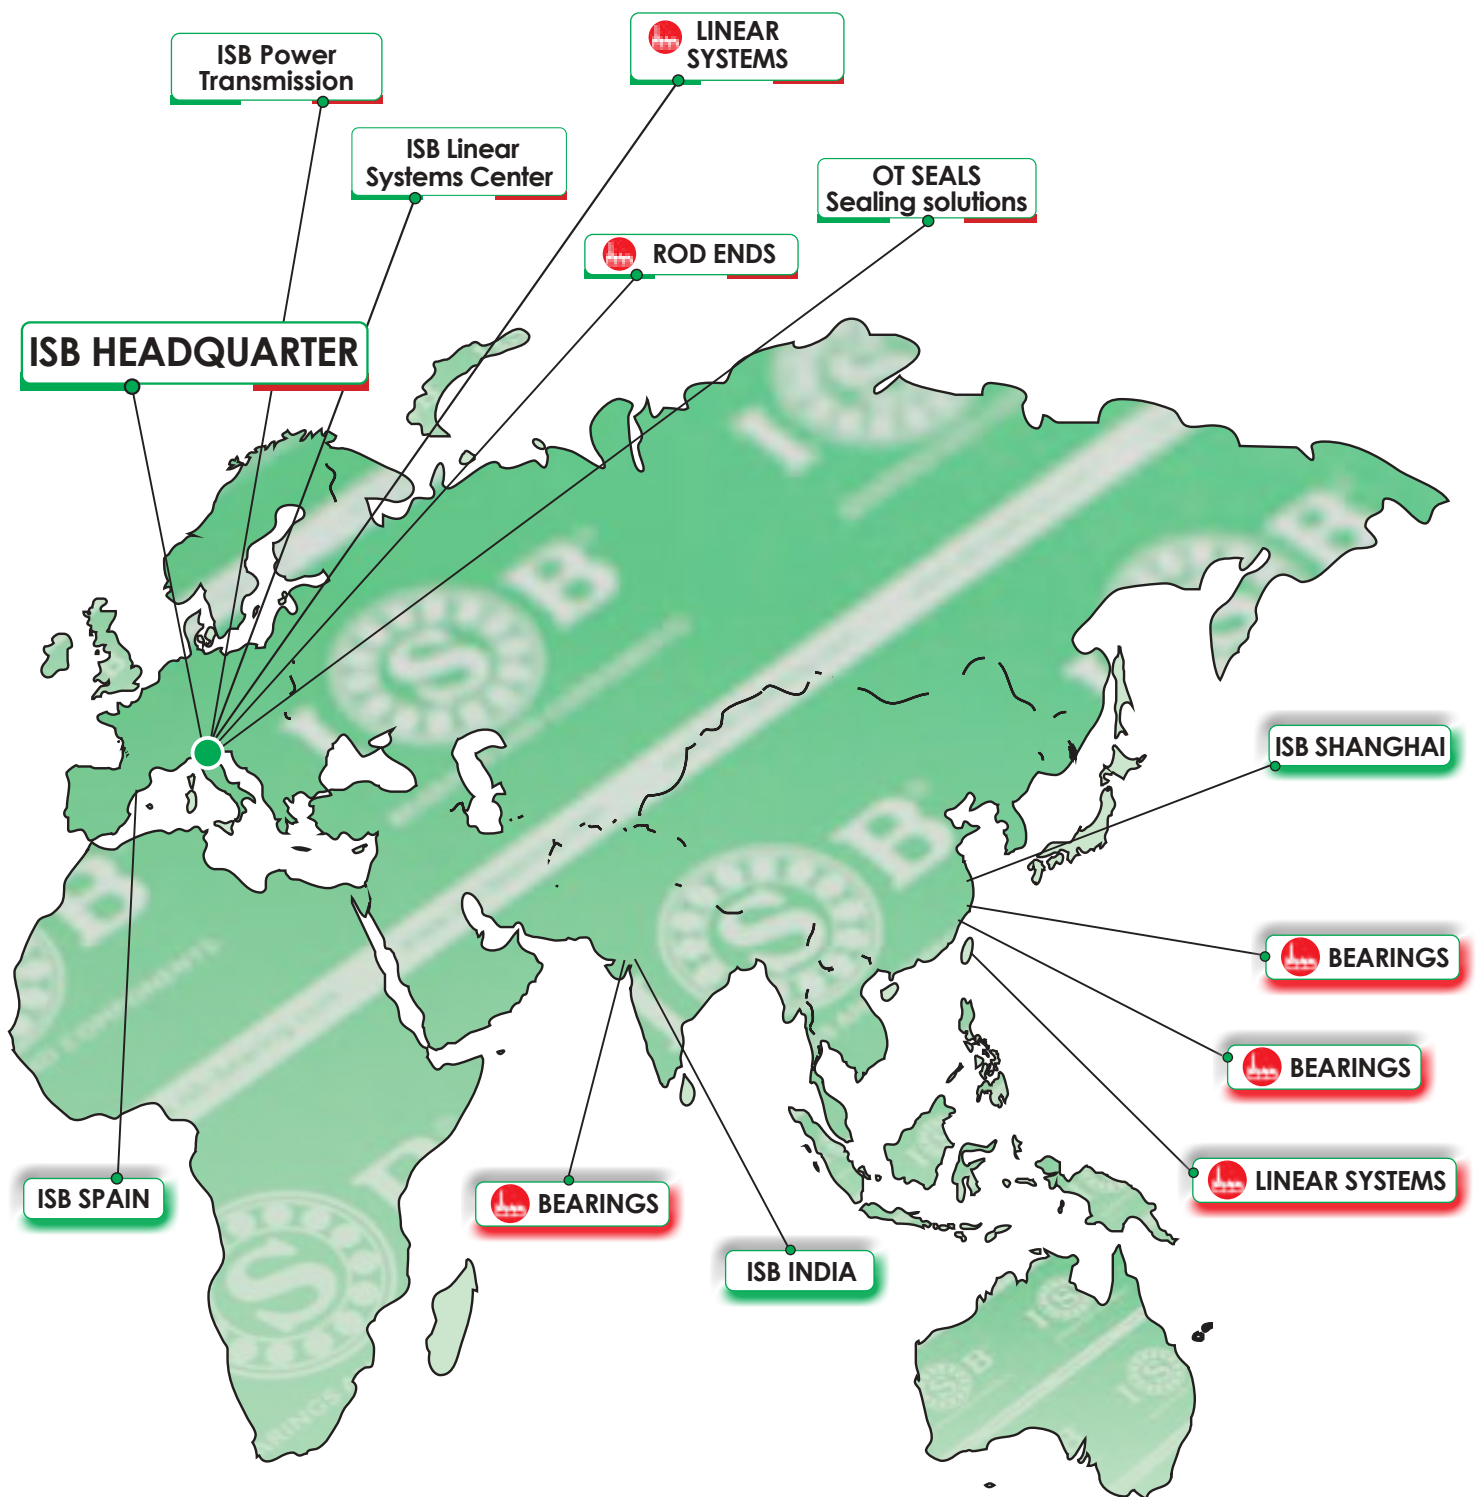 LINEAR
SYSTEMS
ISB Power
Transmission
ISB Linear
Systems Center
OT SEALS
Sealing solutions
ROD ENDS
ISB HEADQUARTER
ISB SHANGHAI
BEARINGS
BEARINGS
LINEAR SYSTEMS
ISB SPAIN
BEARINGS
ISB INDIA
I S B
I S B
I S B